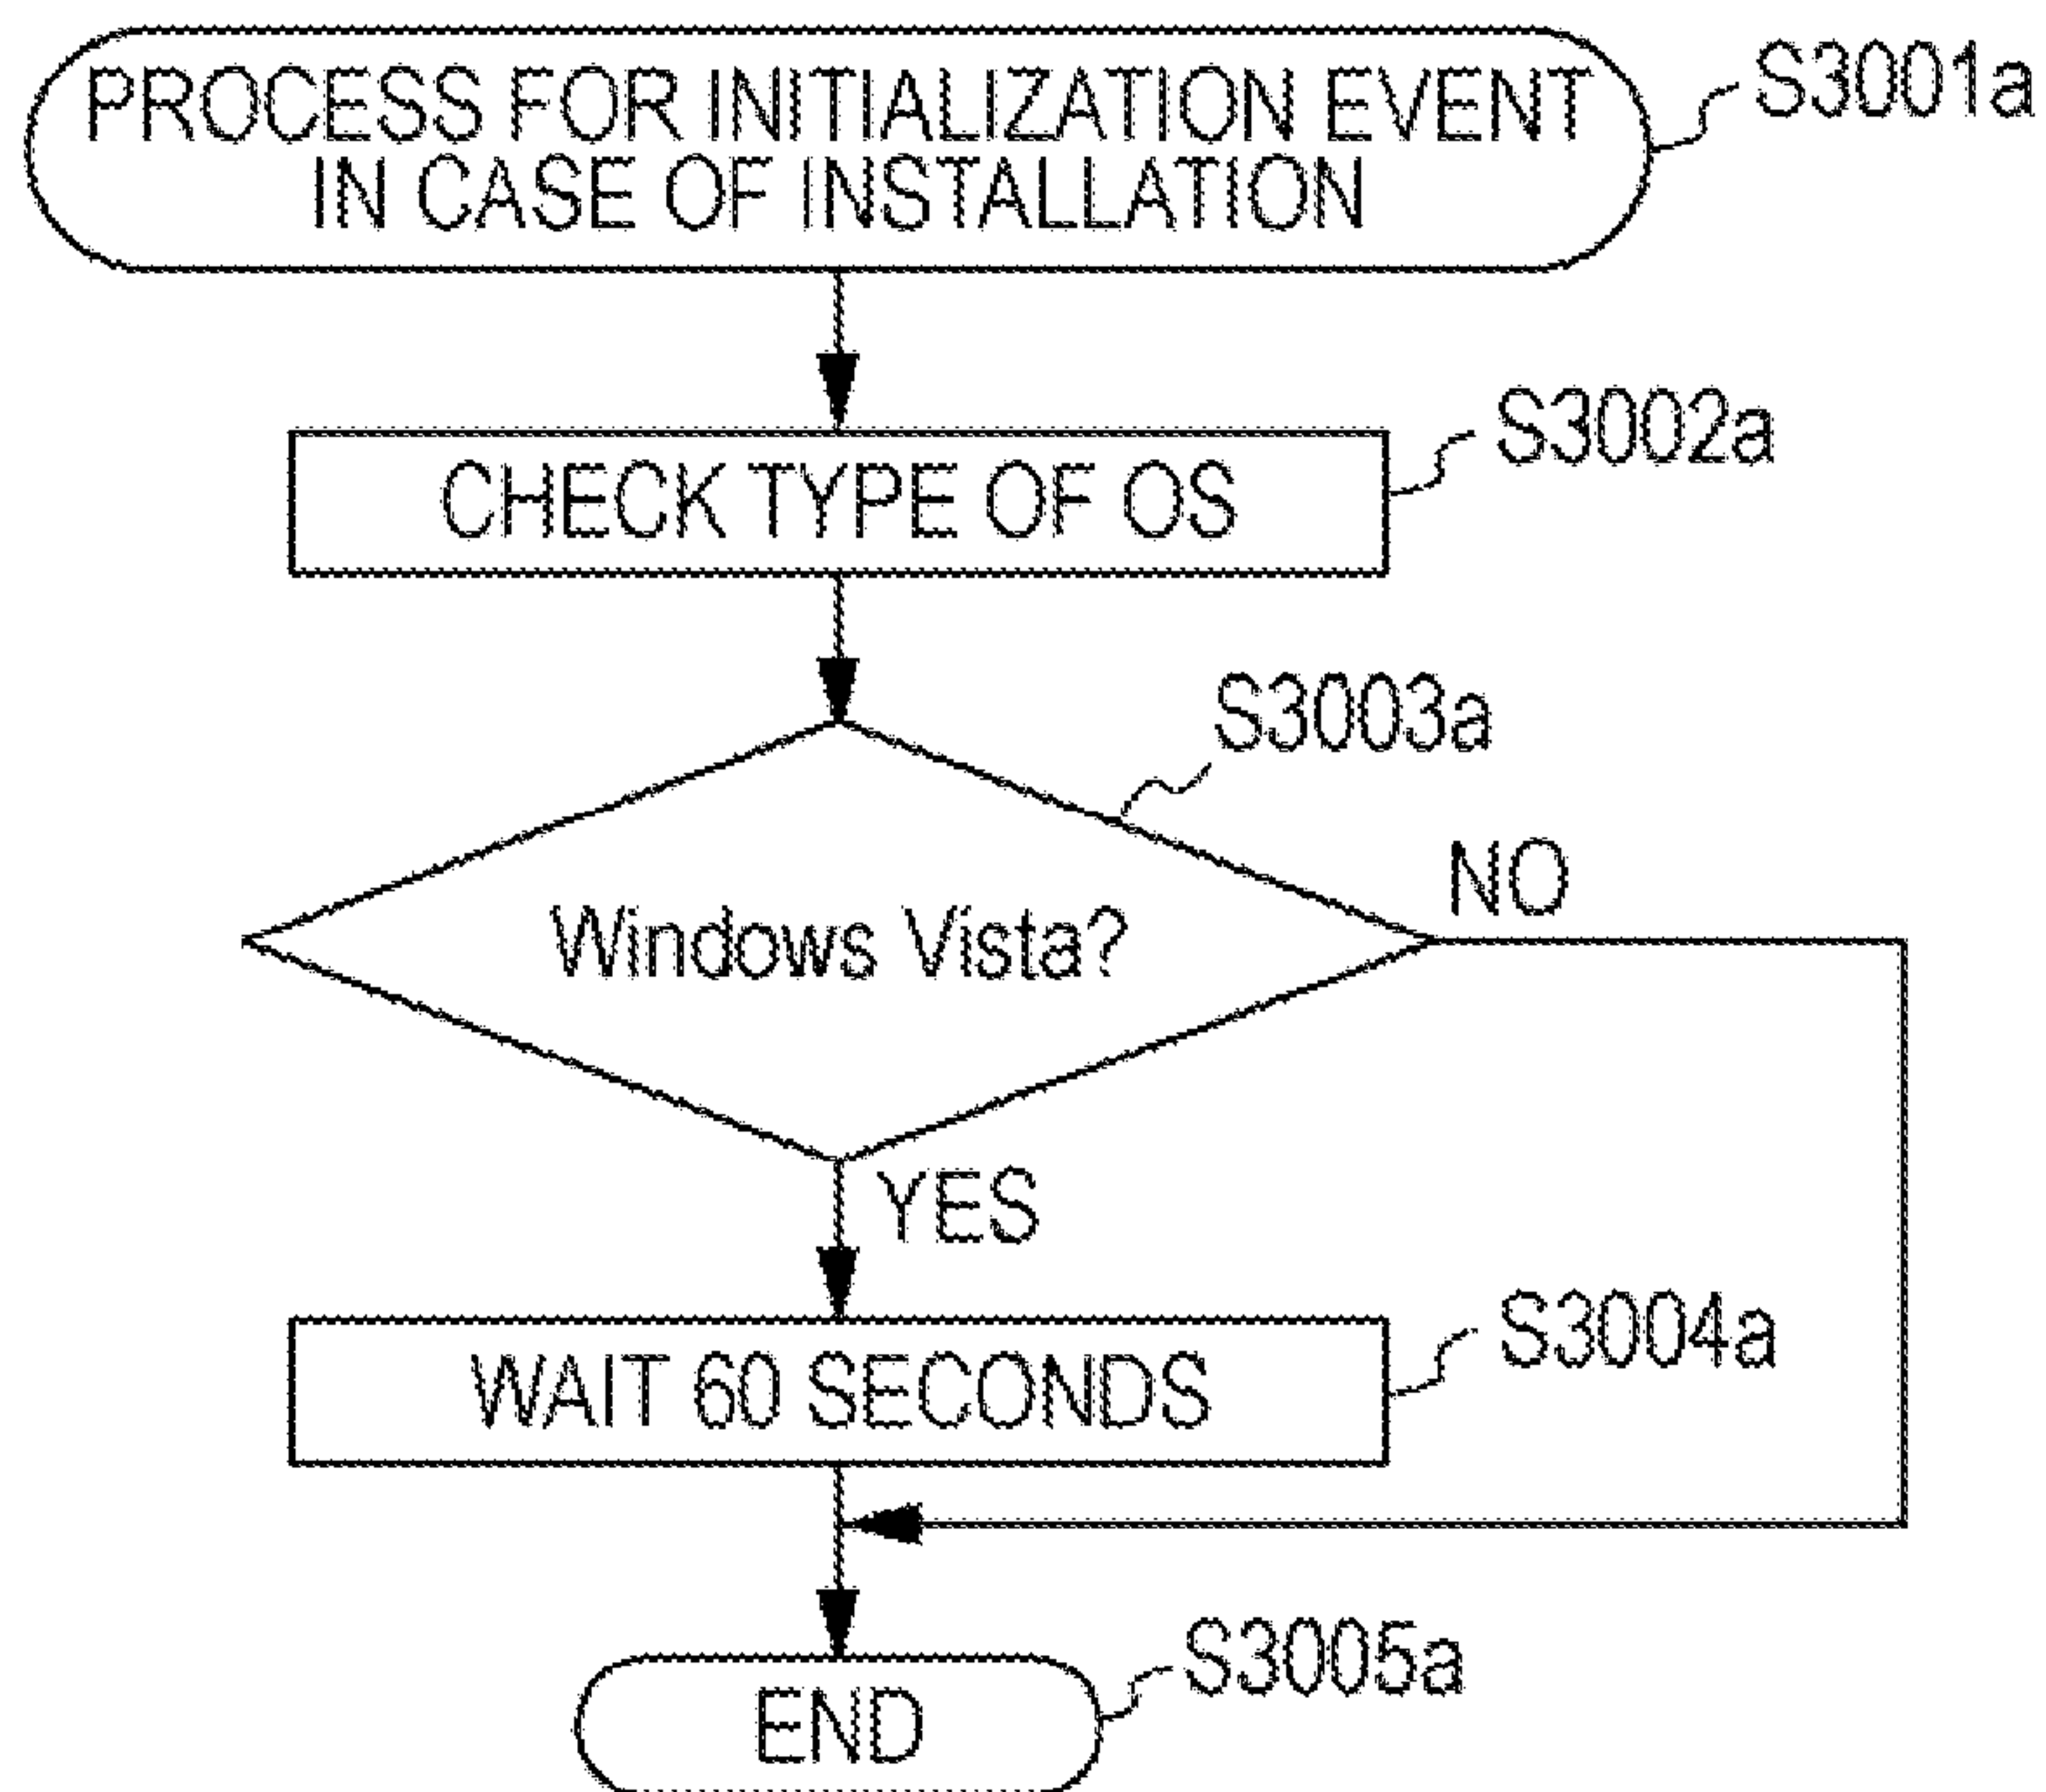 PROCESS FOR INITIALIZATION EVENT
IN CASE OF INSTALLATION
S3001a
CHECK TYPE OF OS
S3002a
S3003a
Windows Vista?
NO
YES
WAIT 60 SECONDS
S3004a
END
S3005a